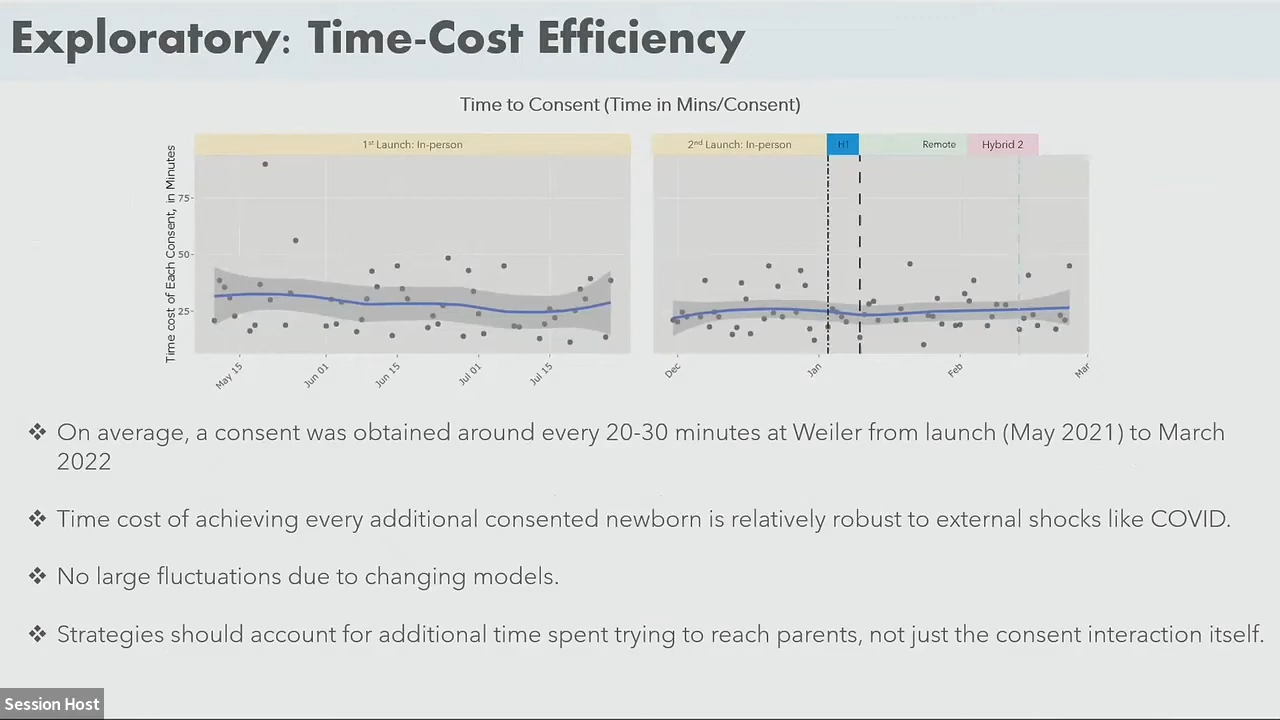 Exploratory: Time-Cost Efficiency
Time to Consent (Time in Mins/Consent)
1st Launch: In-person
2nd Launch: In-person
H1
Remote
Hybrid 2
Time cost of Each Consent, in Minutes
75
50
25
May 15
Jun 01
Jun 15
Jul 01
Jul 15
Dec
Jan
Feb
Mar
❖ On average, a consent was obtained around every 20-30 minutes at Weiler from launch (May 2021) to March
2022
❖ Time cost of achieving every additional consented newborn is relatively robust to external shocks like COVID.
❖ No large fluctuations due to changing models.
❖ Strategies should account for additional time spent trying to reach parents, not just the consent interaction itself.
Session Host